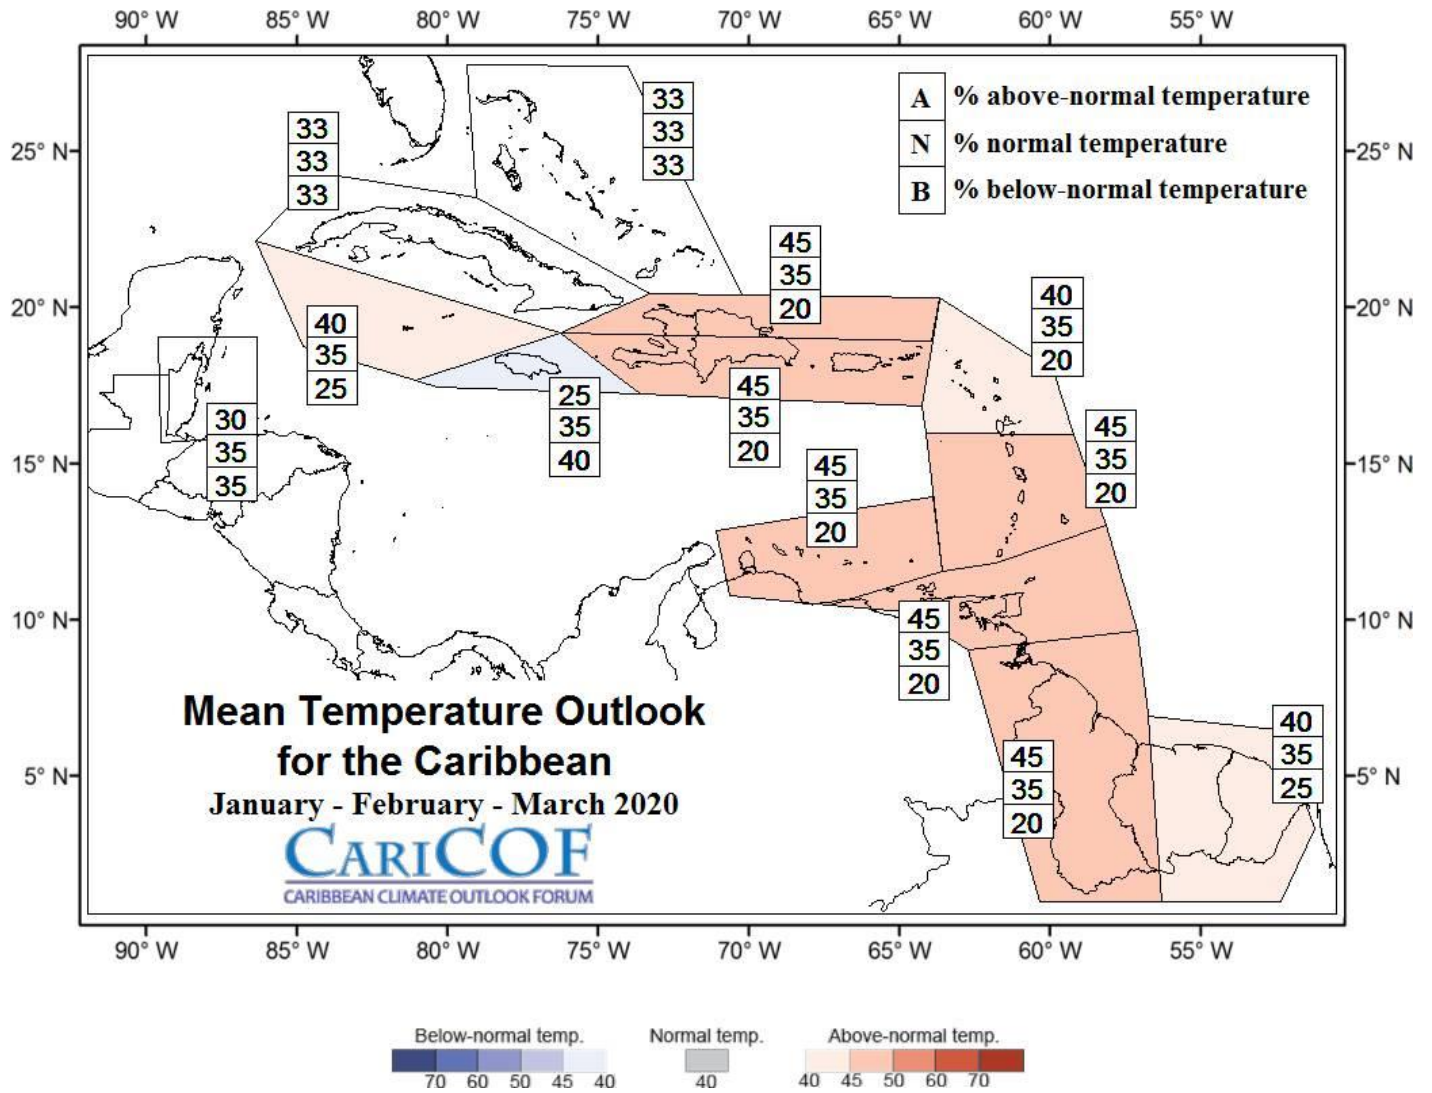 90° W 85° W 80° W 75° W 70° W 65° W 60° W 55° W
A % above-normal temperature
N % normal temperature
B % below-normal temperature
25° N
25° N
20° N
20° N
15° N
15° N
10° N
10° N
5° N
5° N
33
33
33
33
33
33
45
35
20
40
35
20
40
35
25
25
35
40
45
35
20
45
35
20
30
35
35
45
35
20
45
35
20
45
35
20
40
35
25
Mean Temperature Outlook
for the Caribbean
January - February - March 2020
CARICOF
CARIBBEAN CLIMATE OUTLOOK FORUM
90° W 85° W 80° W 75° W 70° W 65° W 60° W 55° W
Below-normal temp. Normal temp. Above-normal temp.
70 60 50 45 40 40 40 45 50 60 70